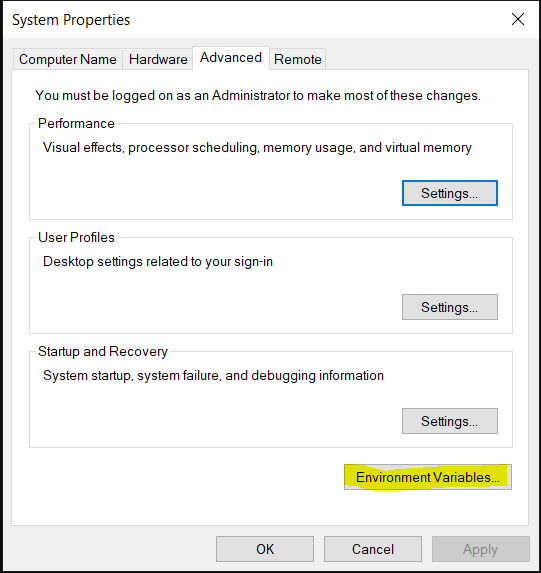 System Properties
Computer Name Hardware Advanced Remote
You must be logged on as an Administrator to make most of these changes.
Performance
Visual effects, processor scheduling, memory usage, and virtual memory
Settings...
User Profiles
Desktop settings related to your sign-in
Settings...
Startup and Recovery
System startup, system failure, and debugging information
Settings...
Environment Variables...
OK Cancel Apply